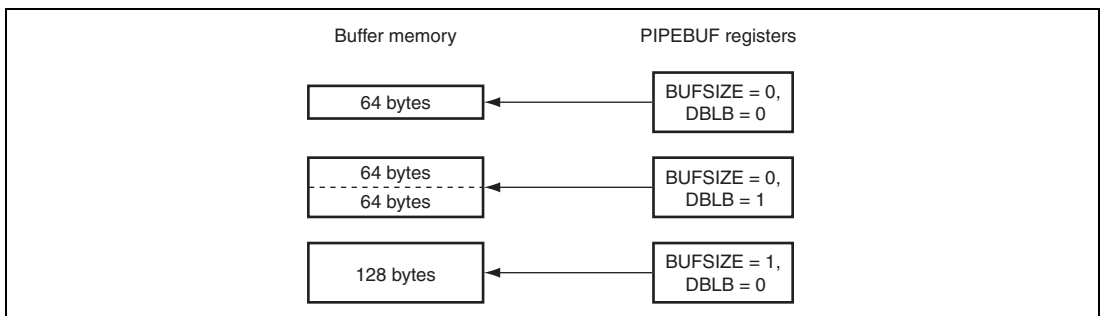 Buffer memory
PIPEBUF registers
64 bytes
BUFSIZE = 0,
DBLB = 0
64 bytes
64 bytes
BUFSIZE = 0,
DBLB = 1
128 bytes
BUFSIZE = 1,
DBLB = 0